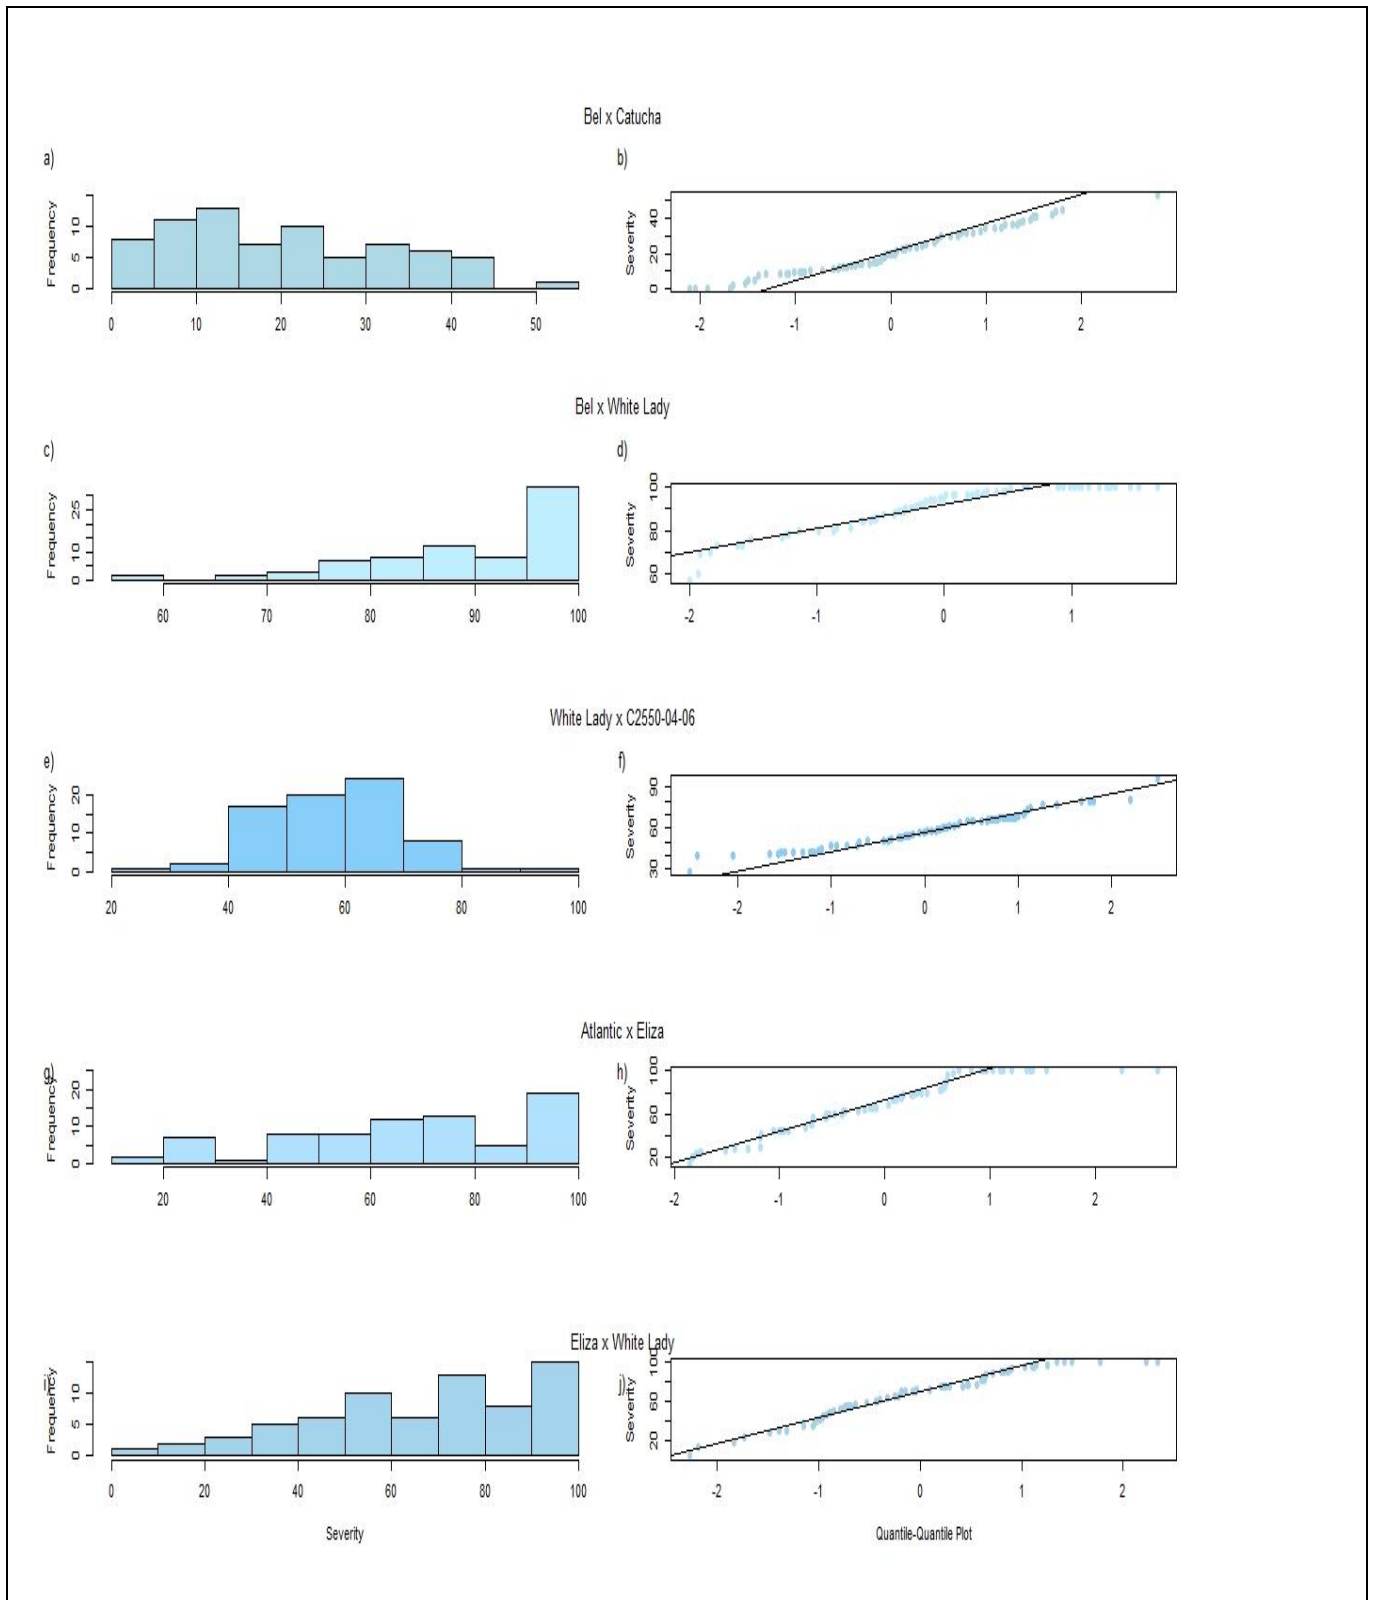 Bel x Catucha
a)
b)
Frequency
0 5 10
0 10 20 30 40 50
Severity
0 20 40
-2 -1 0 1 2
Bel x White Lady
c)
d)
Frequency
0 10 25
60 70 80 90 100
Severity
60 80 100
-2 -1 0 1
White Lady x C2550-04-06
e)
f)
Frequency
0 10 20
20 40 60 80 100
Severity
30 60 90
-2 -1 0 1 2
Atlantic x Eliza
g)
h)
Frequency
0 10 20
20 40 60 80 100
Severity
20 60 100
-2 -1 0 1 2
Eliza x White Lady
j)
Frequency
0 5 10
0 20 40 60 80 100
Severity
20 60 100
-2 -1 0 1 2
Severity
Quantile-Quantile Plot